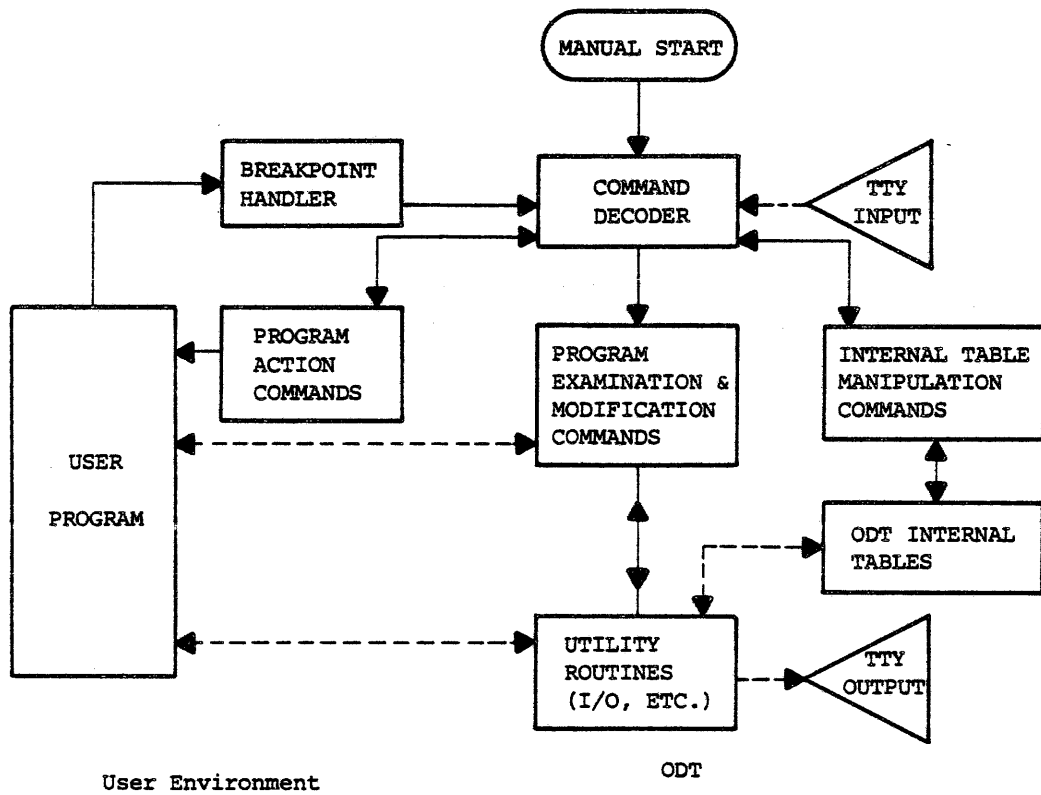 MANUAL START
BREAKPOINT
HANDLER
COMMAND
DECODER
TTY
INPUT
PROGRAM
ACTION
COMMANDS
PROGRAM
EXAMINATION &
MODIFICATION
COMMANDS
INTERNAL TABLE
MANIPULATION
COMMANDS
USER
PROGRAM
ODT INTERNAL
TABLES
UTILITY
ROUTINES
(I/O, ETC.)
TTY
OUTPUT
User Environment
ODT